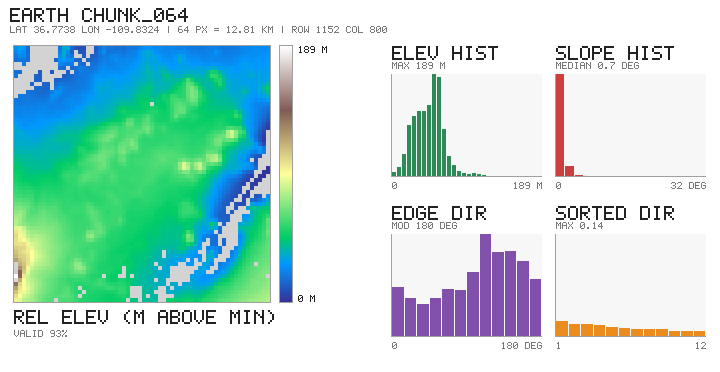 EARTH CHUNK_064
LAT 36.7738 LON -109.8324 | 64 PX = 12.81 KM | ROW 1152 COL 800
189 M
0 M
REL ELEV (M ABOVE MIN)
VALID 93%
ELEV HIST
MAX 189 M
0 189 M
SLOPE HIST
MEDIAN 0.7 DEG
0 32 DEG
EDGE DIR
MOD 180 DEG
0 180 DEG
SORTED DIR
MAX 0.14
1 12